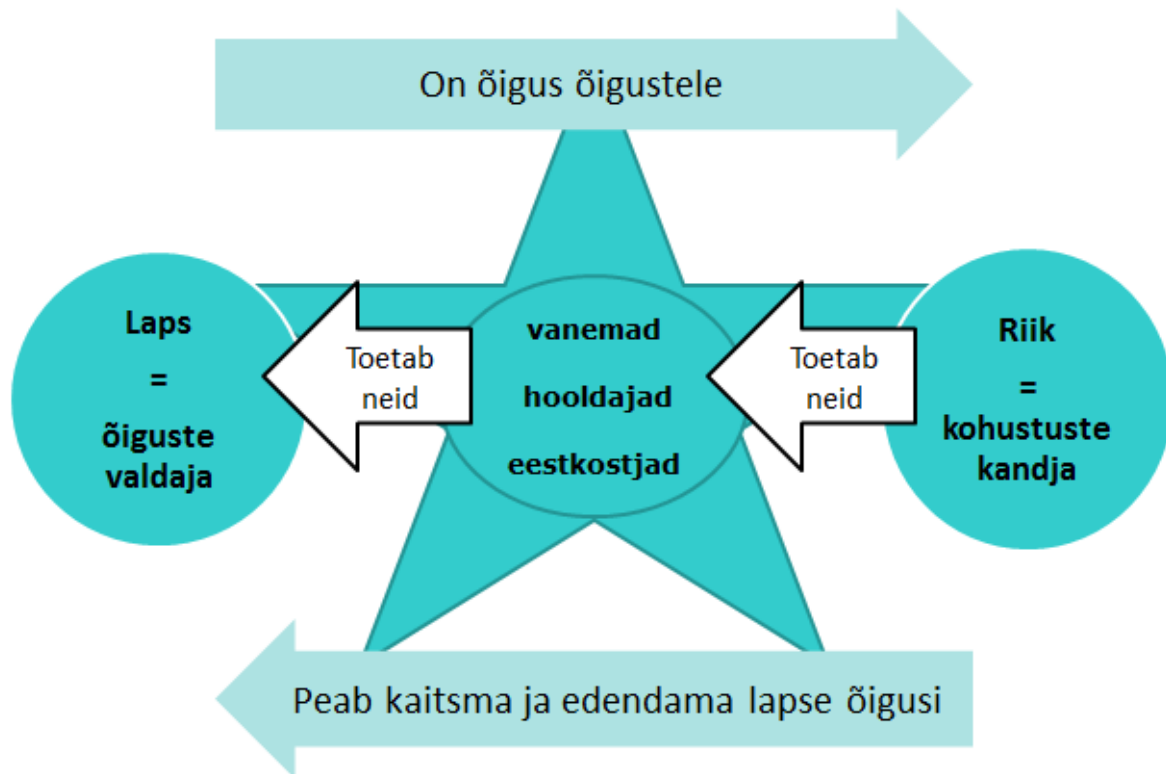 On õigus õigustele
Laps
=
õiguste
valdaja
Toetab
neid
vanemad
hooldajad
eestkostjad
Toetab
neid
Riik
=
kohustuste
kandja
Peab kaitsma ja edendama lapse õigusi